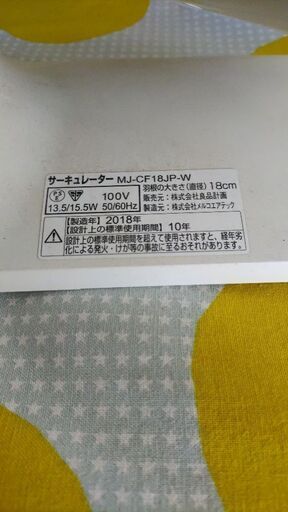 サーキュレーター MJ-CF18JP-W
100V 羽根の大きさ(直径)18cm
13.5/15.5W 50/60Hz 販売元:株式会社良品計画
製造元:株式会社メルコエアテック
【製造年】2018年
【設計上の標準使用期間】10年
設計上の標準使用期間を超えて使用されますと、経年劣
化による発火・けが等の事故に至るおそれがあります。